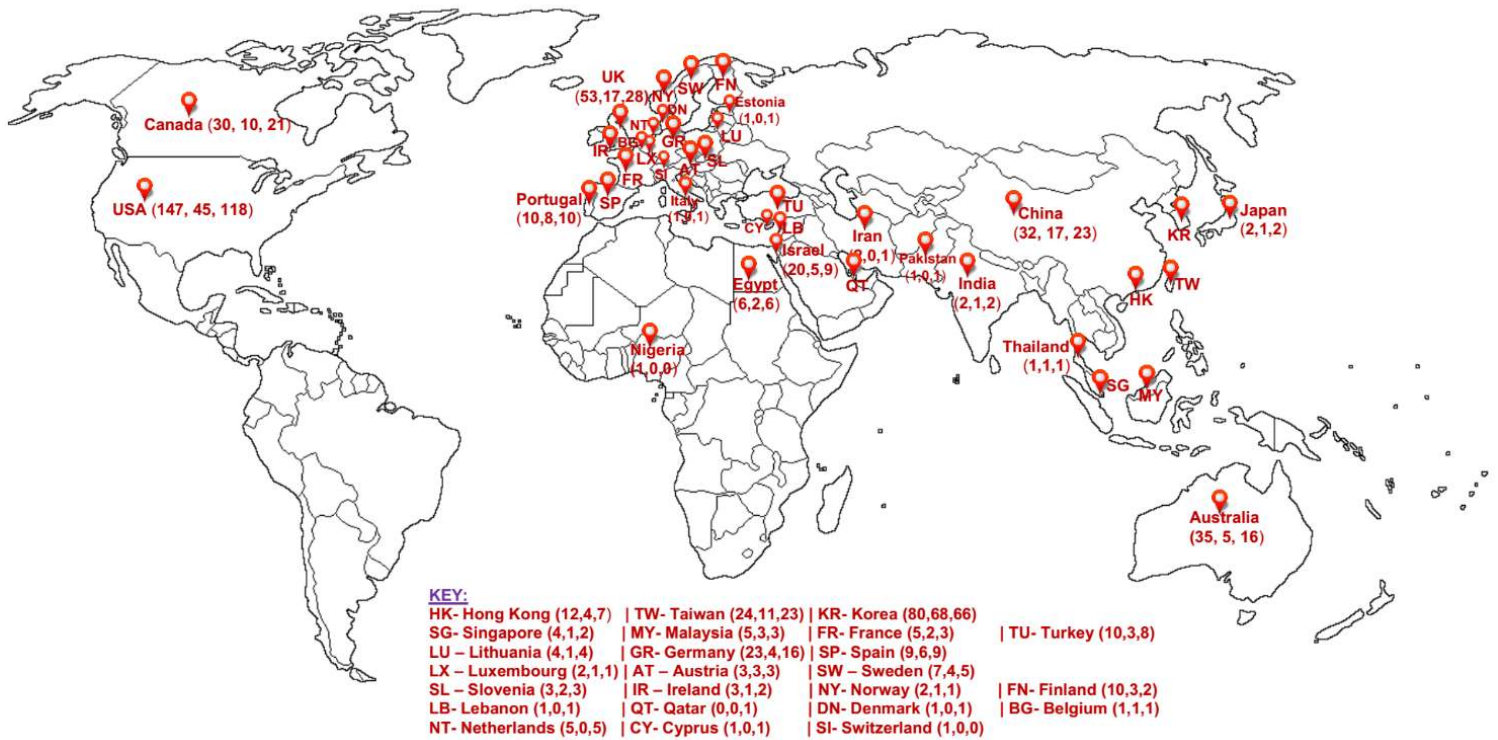 UK
(53,17,28)
NY
SW
FN
DN
Estonia
(1,0,1)
Canada (30, 10, 21)
NT
LU
IR
GR
LX
SL
AT
SI
FR
USA (147, 45, 118)
Portugal
(10,8,10)
SP
Italy
TU
CY
LB
China
(32, 17, 23)
KR
Japan
(2,1,2)
Israel
(20,5,9)
Iran
Pakistan
(1,0,1)
Egypt
(6,2,6)
QT
India
(2,1,2)
HK
TW
Nigeria
(1,0,0)
Thailand
(1,1,1)
SG
MY
Australia
(35, 5, 16)
KEY:
HK- Hong Kong (12,4,7) | TW- Taiwan (24,11,23) | KR- Korea (80,68,66)
SG- Singapore (4,1,2) | MY- Malaysia (5,3,3) | FR- France (5,2,3) | TU- Turkey (10,3,8)
LU – Lithuania (4,1,4) | GR- Germany (23,4,16) | SP- Spain (9,6,9)
LX – Luxembourg (2,1,1) | AT – Austria (3,3,3) | SW – Sweden (7,4,5)
SL – Slovenia (3,2,3) | IR – Ireland (3,1,2) | NY- Norway (2,1,1) | FN- Finland (10,3,2)
LB- Lebanon (1,0,1) | QT- Qatar (0,0,1) | DN- Denmark (1,0,1) | BG- Belgium (1,1,1)
NT- Netherlands (5,0,5) | CY- Cyprus (1,0,1) | SI- Switzerland (1,0,0)